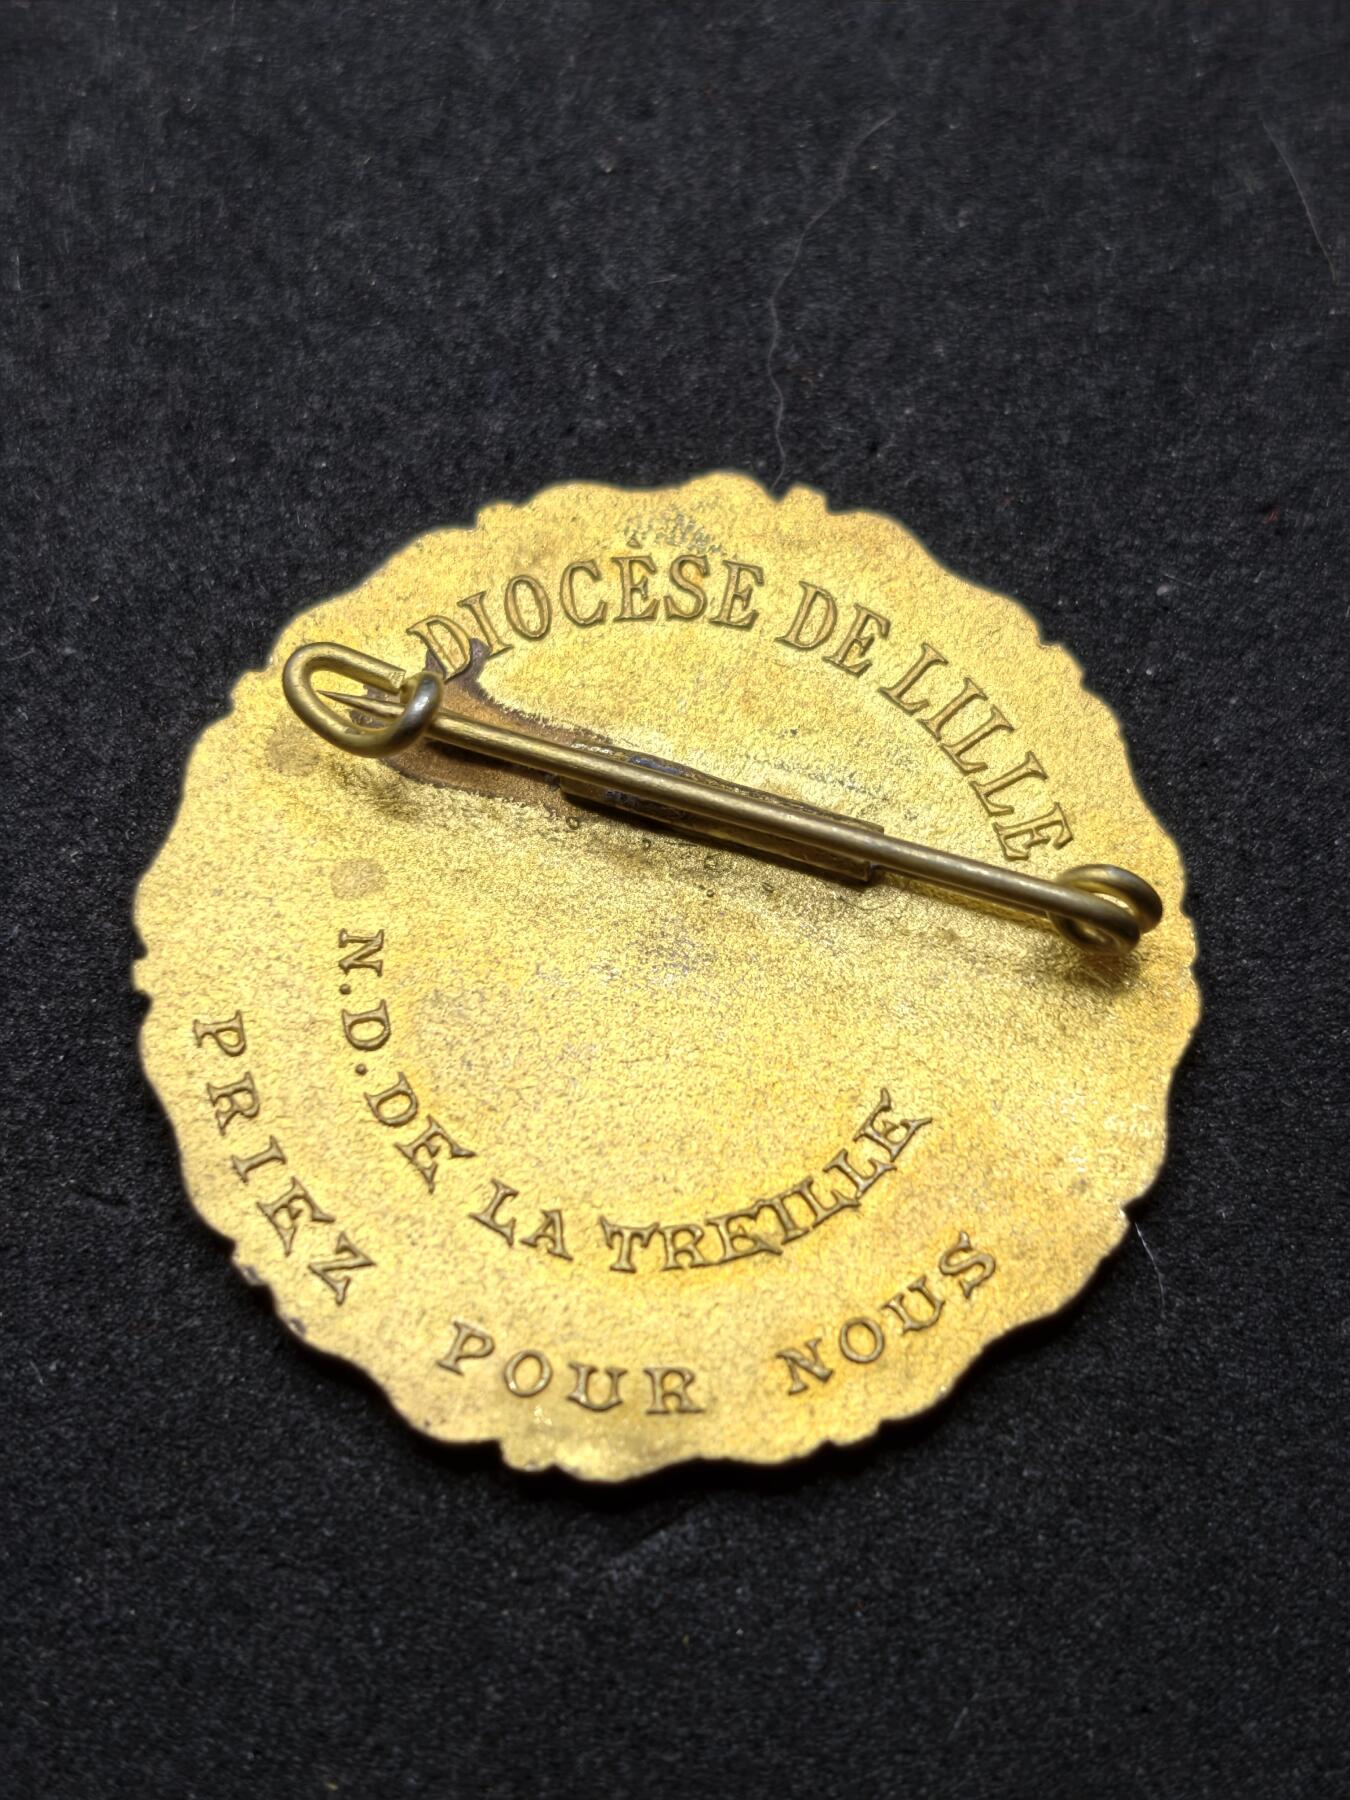 DIOCÈSE DE LILLE
N.D. DE LA TREILLE
PRIEZ POUR NOUS